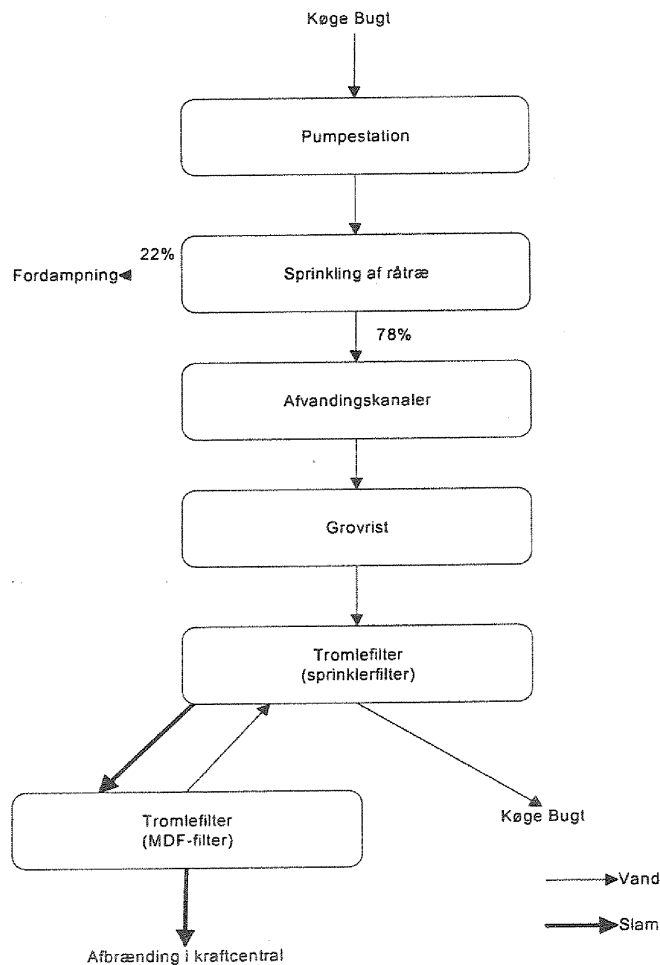 Køge Bugt
Pumpestation
22%
Fordampning
Sprinkling af råtræ
78%
Afvandingskanaler
Grovrist
Tromlefilter
(sprinklerfilter)
Tromlefilter
(MDF-filter)
Køge Bugt
Vand
Slam
Afbrænding i kraftcentral